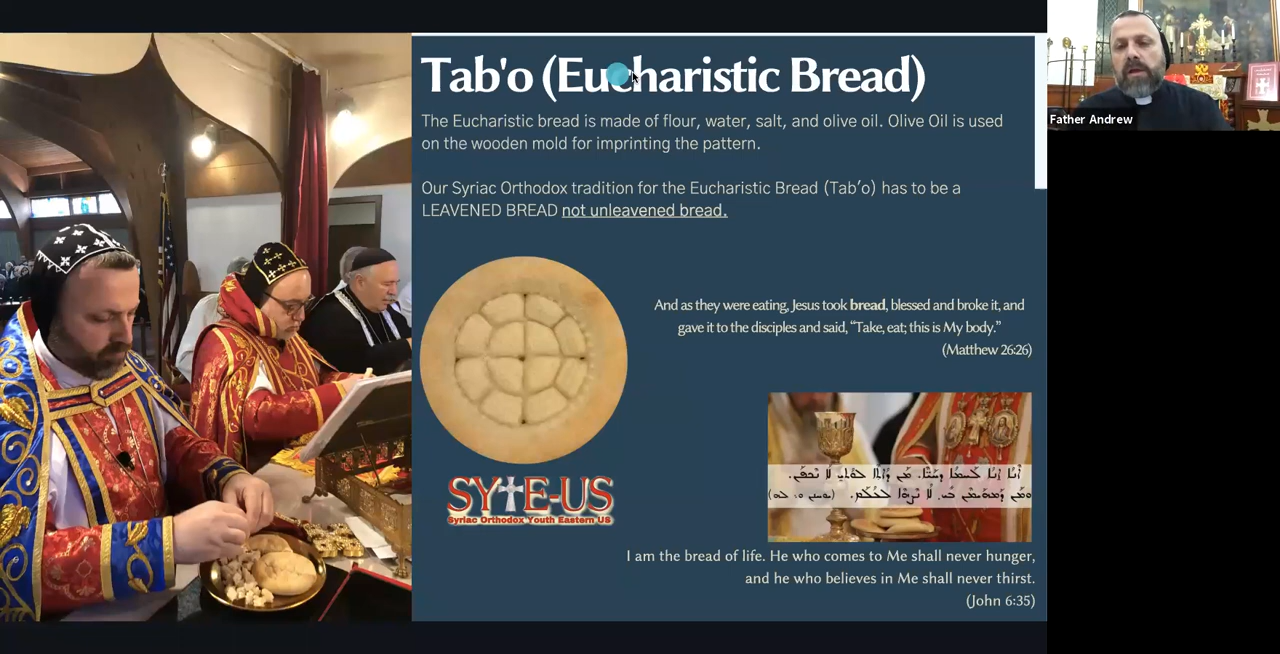 Tab'o (Eucharistic Bread)
The Eucharistic bread is made of flour, water, salt, and olive oil. Olive Oil is used
on the wooden mold for imprinting the pattern.
Our Syriac Orthodox tradition for the Eucharistic Bread (Tab'o) has to be a
LEAVENED BREAD not unleavened bread.
And as they were eating, Jesus took bread, blessed and broke it, and
gave it to the disciples and said, “Take, eat; this is My body.”
(Matthew 26:26)
SY†E-US
Syriac Orthodox Youth Eastern US
I am the bread of life. He who comes to Me shall never hunger,
and he who believes in Me shall never thirst.
(John 6:35)
Father Andrew